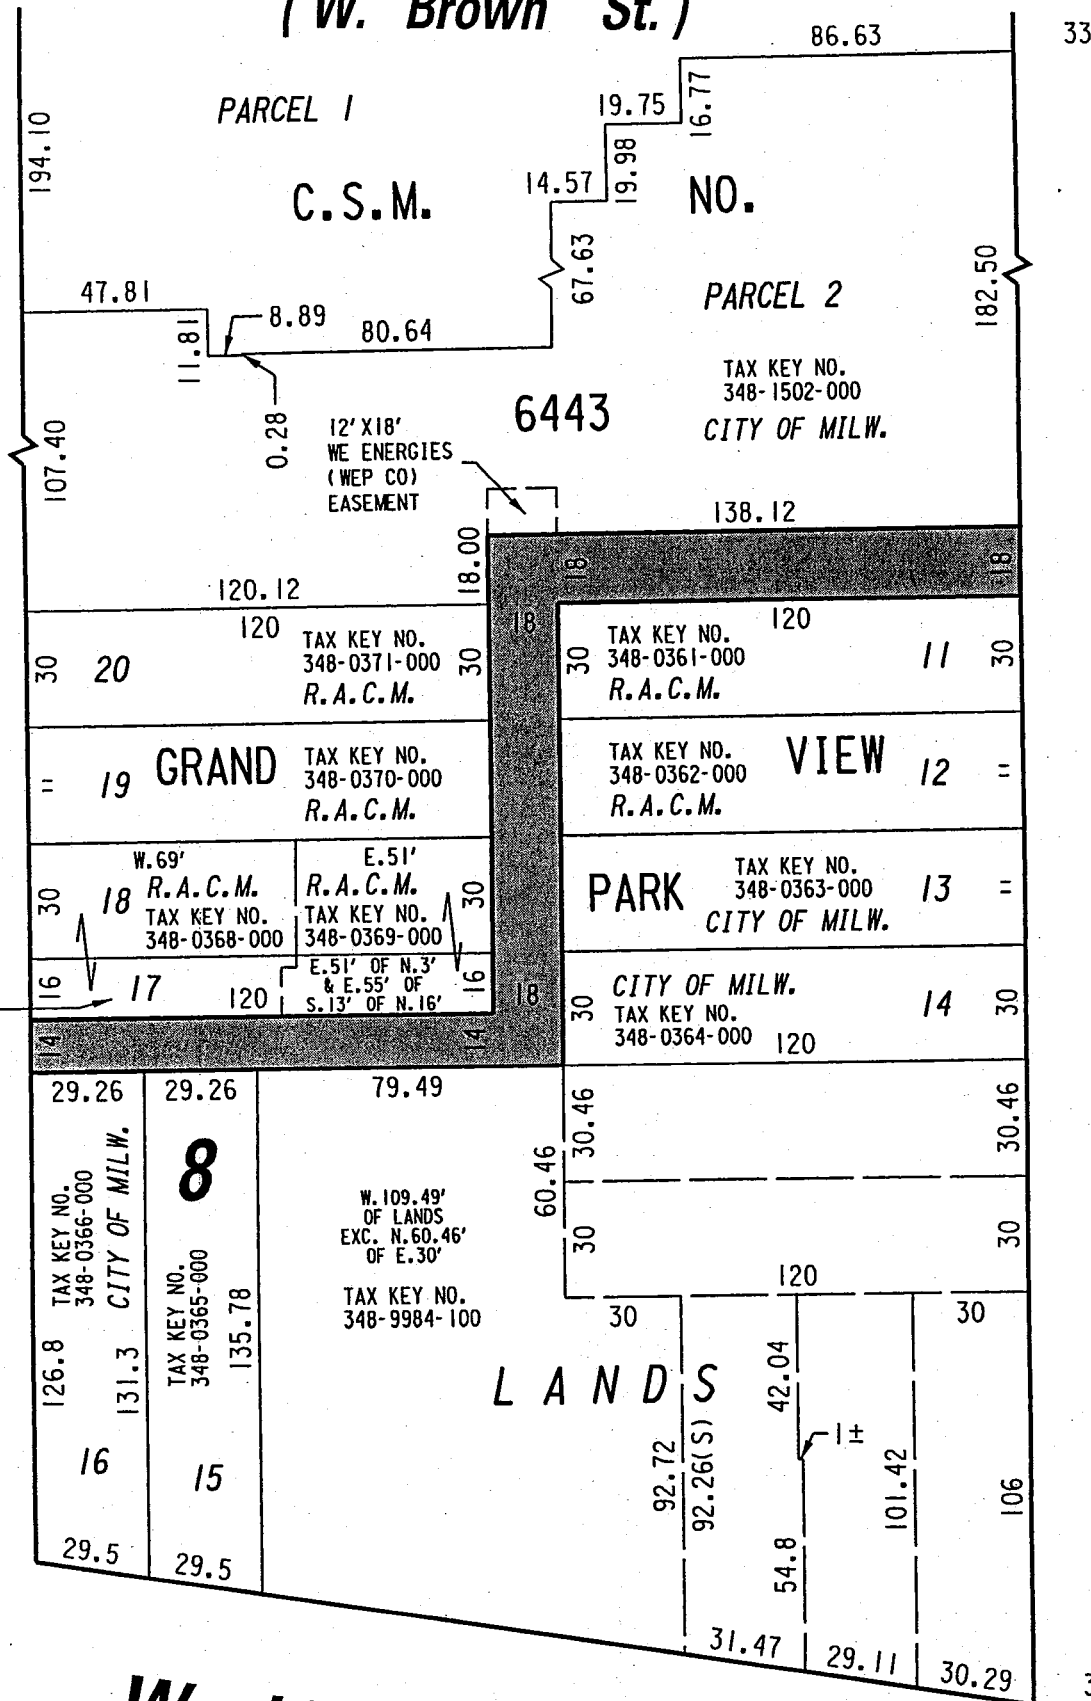 ( W. Brown St. )
86.63
33
PARCEL 1
19.75
16.77
194.10
C.S.M.
14.57
19.98
NO.
67.63
182.50
47.81
8.89
80.64
PARCEL 2
11.81
0.28
TAX KEY NO.
348-1502-000
CITY OF MILW.
6443
107.40
12'X18'
WE ENERGIES
(WEP CO)
EASEMENT
138.12
18.00
18
18
120.12
120
18
120
30
20
TAX KEY NO.
348-0371-000
R.A.C.M.
30
30
TAX KEY NO.
348-0361-000
R.A.C.M.
11
30
=
19
GRAND
TAX KEY NO.
348-0370-000
R.A.C.M.
TAX KEY NO.
348-0362-000
R.A.C.M.
VIEW
12
=
30
18
W.69'
R.A.C.M.
TAX KEY NO.
348-0368-000
E.51'
R.A.C.M.
TAX KEY NO.
348-0369-000
30
PARK
TAX KEY NO.
348-0363-000
CITY OF MILW.
13
=
16
17
120
E.51' OF N.3'
& E.55' OF
S.13' OF N.16'
16
18
30
CITY OF MILW.
TAX KEY NO.
348-0364-000
120
14
30
14
14
29.26
29.26
79.49
30.46
30.46
60.46
8
TAX KEY NO.
348-0366-000
CITY OF MILW.
TAX KEY NO.
348-0365-000
135.78
W.109.49'
OF LANDS
EXC. N.60.46'
OF E.30'
TAX KEY NO.
348-9984-100
30
30
120
30
30
126.8
131.3
LANDS
42.04
1±
92.72
92.26(S)
101.42
106
16
15
54.8
29.5
29.5
31.47
29.11
30.29